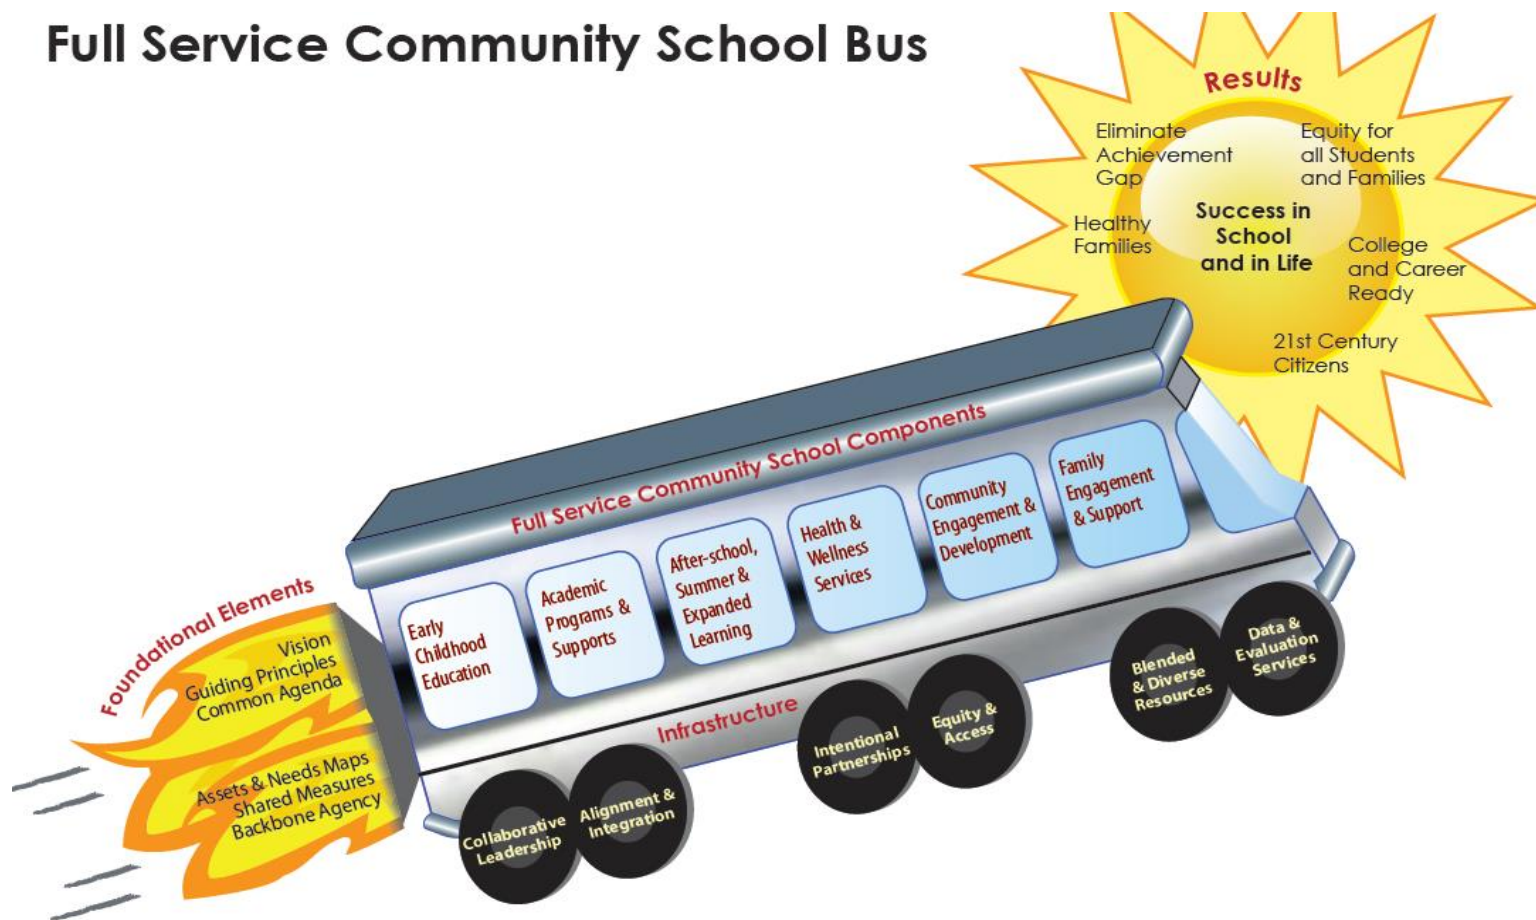 Full Service Community School Bus
Results
Eliminate
Achievement
Gap
Equity for
all Students
and Families
Healthy
Families
Success in
School
and in Life
College
and Career
Ready
21st Century
Citizens
Full Service Community School Components
Early
Childhood
Education
Academic
Programs &
Supports
After-school,
Summer &
Expanded
Learning
Health &
Wellness
Services
Community
Engagement &
Development
Family
Engagement
& Support
Foundational Elements
Vision
Guiding Principles
Common Agenda
Assets & Needs Maps
Shared Measures
Backbone Agency
Infrastructure
Collaborative
Leadership
Alignment &
Integration
Intentional
Partnerships
Equity &
Access
Blended
& Diverse
Resources
Data &
Evaluation
Services